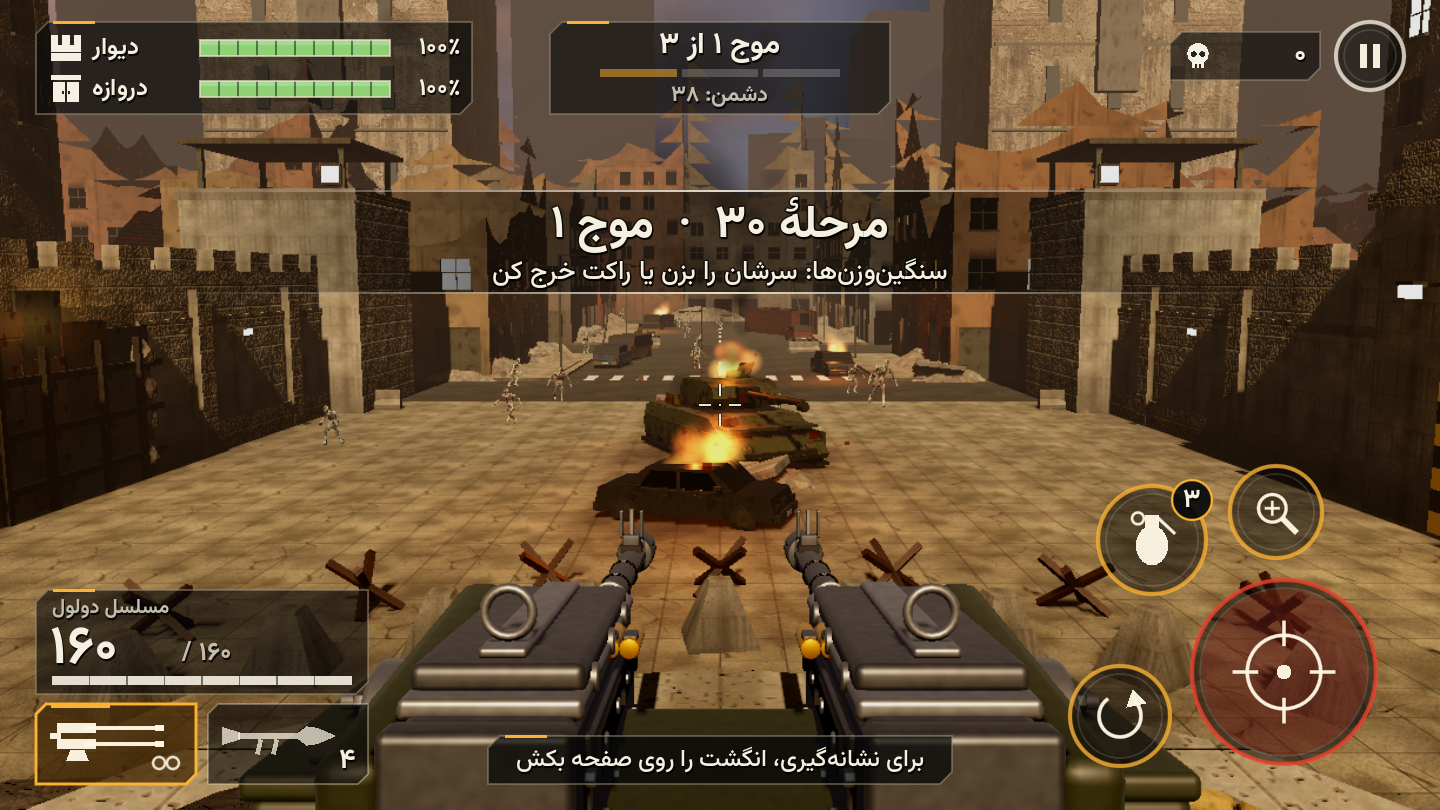 دیوار ۱۰۰٪
دروازه ۱۰۰٪
موج ۱ از ۳
دشمن: ۳۸
۰
مرحلهٔ ۳۰ · موج ۱
سنگین‌وزن‌ها: سرشان را بزن یا راکت خرج کن
۳
مسلسل دولول
۱۶۰ / ۱۶۰
∞
۴
برای نشانه‌گیری، انگشت را روی صفحه بکش